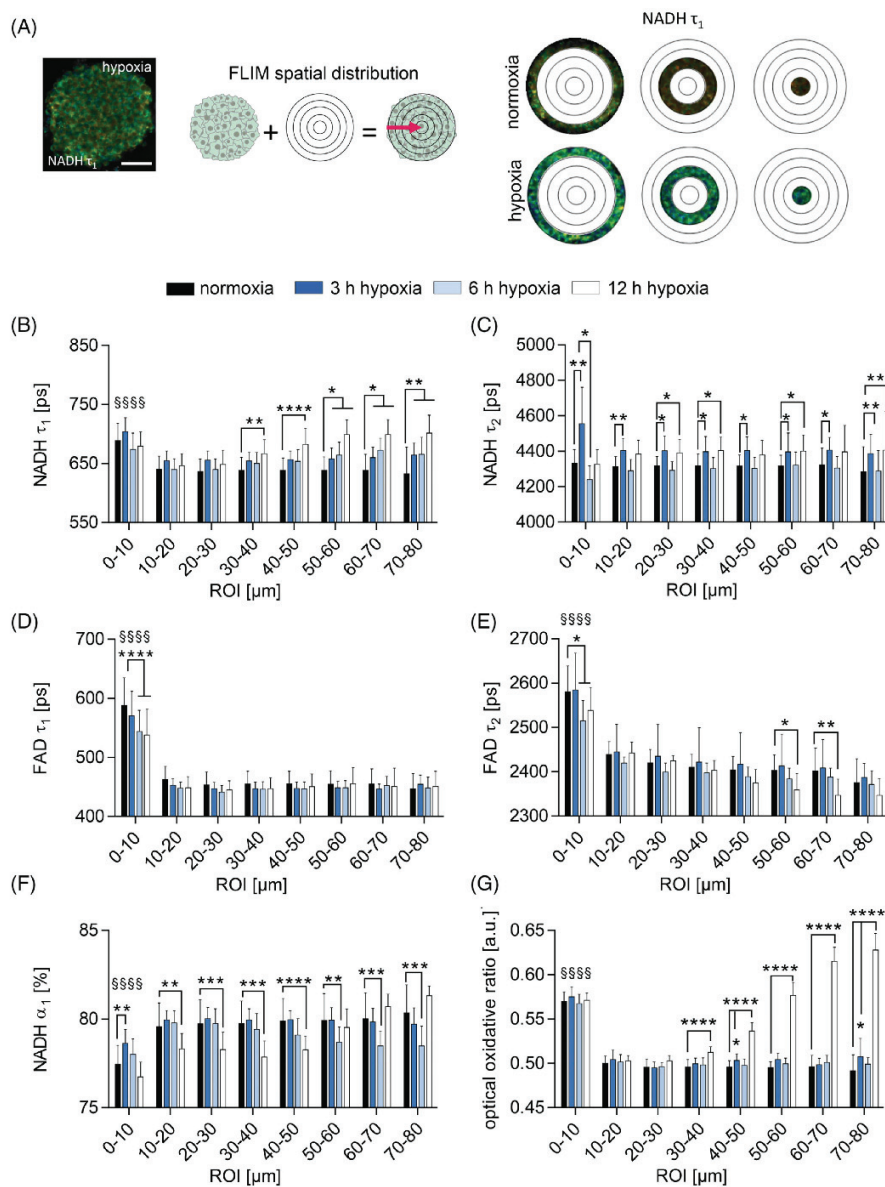 (A)
hypoxia
NADH τ1
FLIM spatial distribution
+
=
NADH τ1
normoxia
hypoxia
normoxia 3 h hypoxia 6 h hypoxia 12 h hypoxia
(B)
NADH τ1 [ps]
850
750
650
550
§§§§
**
****
*
*
**
0-10 10-20 20-30 30-40 40-50 50-60 60-70 70-80
ROI [µm]
(C)
NADH τ2 [ps]
5000
4800
4600
4400
4200
4000
**
*
**
*
*
*
*
*
*
*
*
**
**
0-10 10-20 20-30 30-40 40-50 50-60 60-70 70-80
ROI [µm]
(D)
FAD τ1 [ps]
700
600
500
400
§§§§
****
0-10 10-20 20-30 30-40 40-50 50-60 60-70 70-80
ROI [µm]
(E)
FAD τ2 [ps]
2700
2600
2500
2400
2300
§§§§
*
*
**
0-10 10-20 20-30 30-40 40-50 50-60 60-70 70-80
ROI [µm]
(F)
NADH α1 [%]
85
80
75
§§§§
**
**
***
***
****
**
***
***
0-10 10-20 20-30 30-40 40-50 50-60 60-70 70-80
ROI [µm]
(G)
optical oxidative ratio [a.u.]
0.65
0.60
0.55
0.50
0.45
§§§§
****
****
*
****
****
****
*
0-10 10-20 20-30 30-40 40-50 50-60 60-70 70-80
ROI [µm]